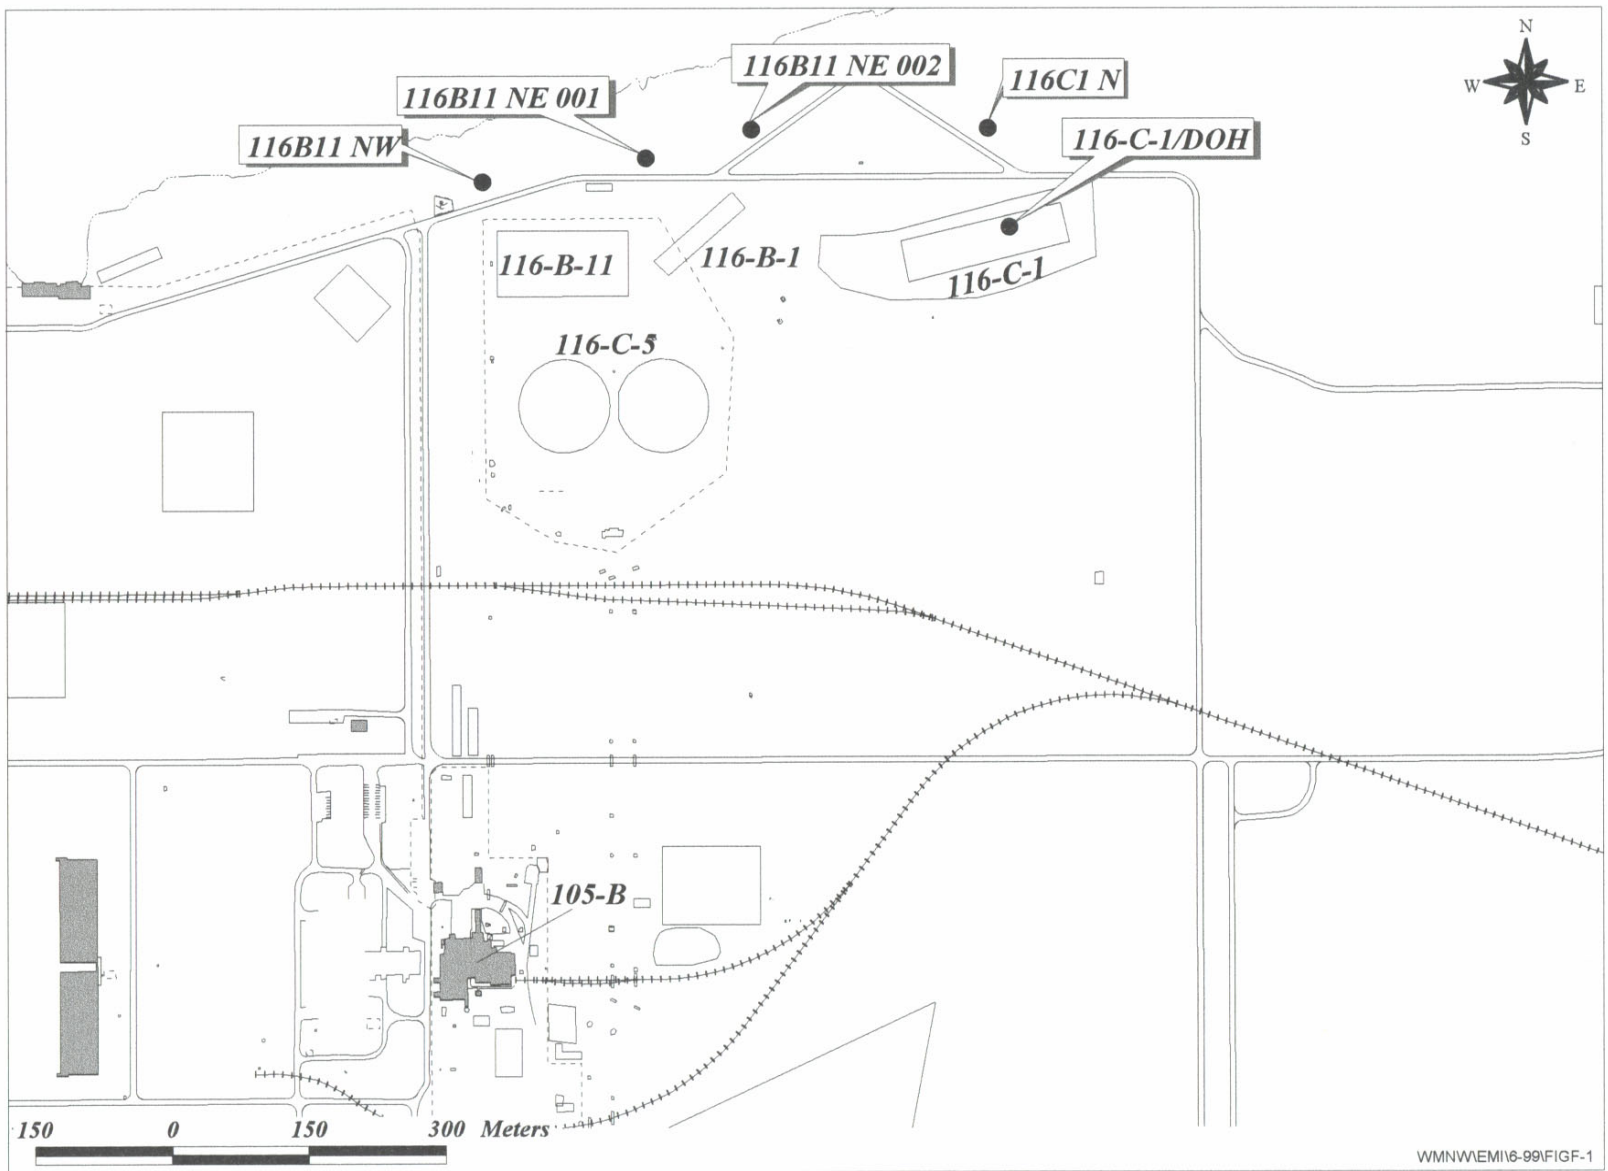 N
W E
S
116B11 NE 002
116C1 N
116B11 NE 001
116B11 NW
116-C-1/DOH
116-B-11
116-B-1
116-C-1
116-C-5
105-B
150 0 150 300 Meters
WMNW\EMI\6-99\FIGF-1